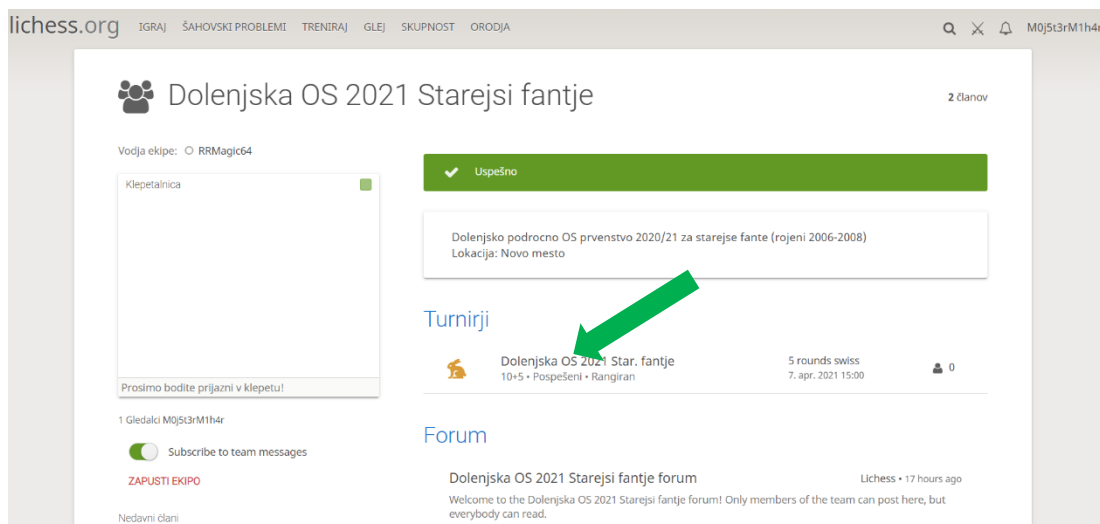 lichess.org IGRAJ ŠAHOVSKI PROBLEMI TRENIRAJ GLEJ SKUPNOST ORODJA M0j5t3rM1h4r
Dolenjska OS 2021 Starejsi fantje
2 članov
Vodja ekipe: RRMagic64
Klepetalnica
Prosimo bodite prijazni v klepetu!
1 Gledalci M0j5t3rM1h4r
Subscribe to team messages
ZAPUSTI EKIPO
Nedavni člani
Uspešno
Dolenjsko podrocno OS prvenstvo 2020/21 za starejse fante (rojeni 2006-2008)
Lokacija: Novo mesto
Turnirji
Dolenjska OS 2021 Star. fantje
10+5 • Pospešeni • Rangiran
5 rounds swiss
7. apr. 2021 15:00
0
Forum
Dolenjska OS 2021 Starejsi fantje forum
Lichess • 17 hours ago
Welcome to the Dolenjska OS 2021 Starejsi fantje forum! Only members of the team can post here, but
everybody can read.